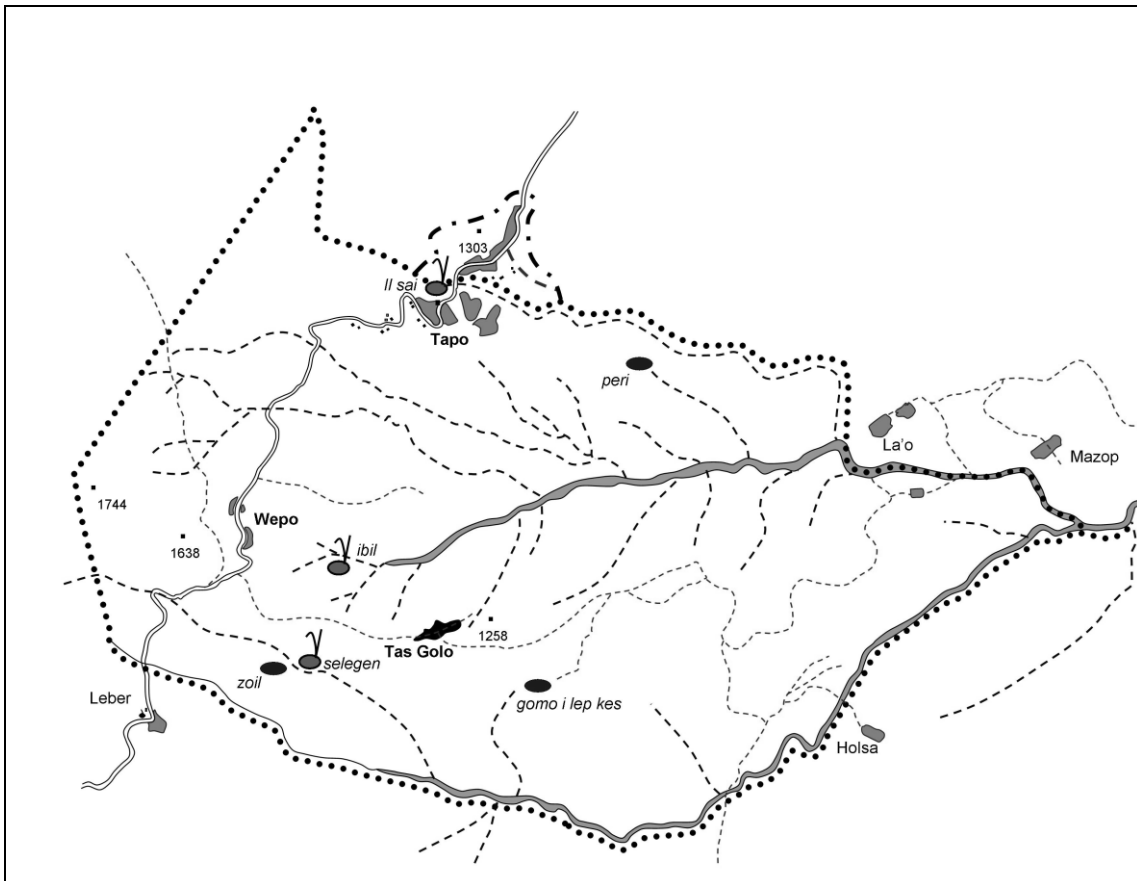 1303
Il sai
Tapo
peri
La'o
Mazop
1744
Wepo
1638
ibil
1258
Tas Golo
selegen
zoil
gomo i lep kes
Leber
Holsa